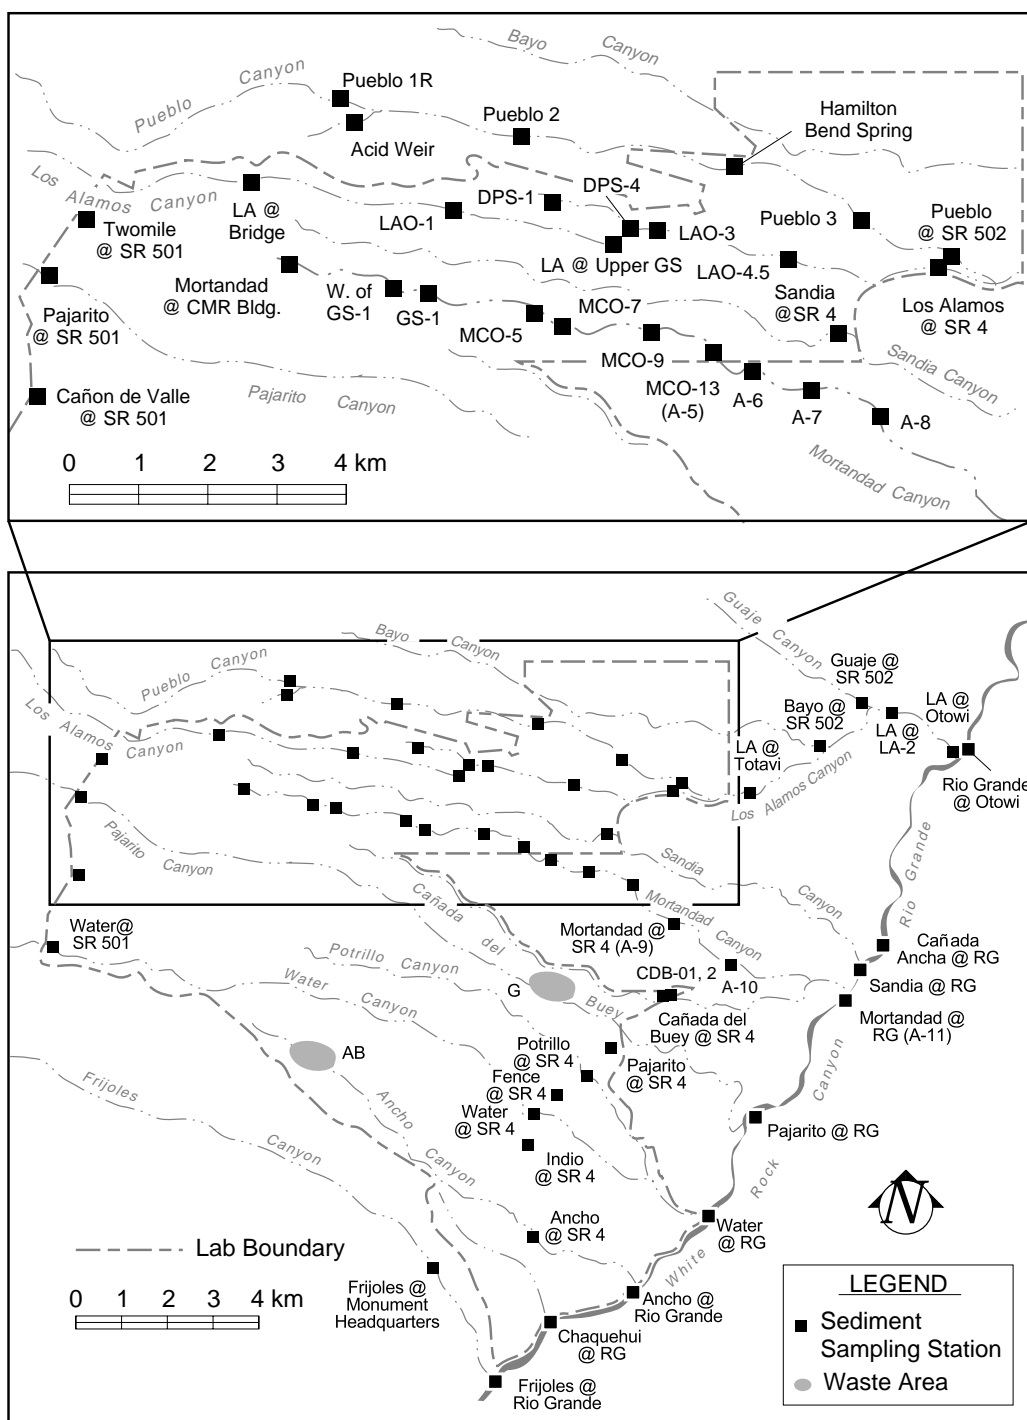 Bayo
Canyon
Canyon
Pueblo
Pueblo 1R
Acid Weir
Pueblo 2
Hamilton
Bend Spring
Los
Alamos
Canyon
Twomile
@ SR 501
LA @
Bridge
LAO-1
DPS-1
DPS-4
LAO-3
LA @ Upper GS
Pueblo 3
Pueblo
@ SR 502
LAO-4.5
Sandia
@SR 4
Los Alamos
@ SR 4
Pajarito
@ SR 501
Mortandad
@ CMR Bldg.
W. of
GS-1
GS-1
MCO-5
MCO-7
MCO-9
MCO-13
(A-5)
A-6
A-7
A-8
Sandia
Canyon
Cañon de Valle
@ SR 501
Pajarito
Canyon
Mortandad Canyon
0 1 2 3 4 km
Guaje
Canyon
Bayo
Canyon
Pueblo
Canyon
Los
Alamos
Canyon
Guaje @
SR 502
Bayo @
SR 502
LA @
Otowi
LA @
LA-2
LA @
Totavi
Los Alamos Canyon
Rio Grande
@ Otowi
Rio Grande
Pajarito
Canyon
Sandia
Canyon
Cañada
del
Buey
Mortandad
Canyon
Water@
SR 501
Mortandad @
SR 4 (A-9)
Potrillo
Canyon
Water
Canyon
G
CDB-01, 2
A-10
Cañada
Ancha @ RG
Sandia @ RG
Mortandad @
RG (A-11)
Cañada del
Buey @ SR 4
AB
Potrillo
@ SR 4
Pajarito
@ SR 4
Fence
@ SR 4
Water
@ SR 4
Indio
@ SR 4
Frijoles
Canyon
Ancho
Canyon
Pajarito @ RG
White
Rock
Canyon
Water
@ RG
Ancho
@ SR 4
N
Lab Boundary
0 1 2 3 4 km
Frijoles @
Monument
Headquarters
Ancho @
Rio Grande
Chaquehui
@ RG
Frijoles @
Rio Grande
LEGEND
Sediment
Sampling Station
Waste Area